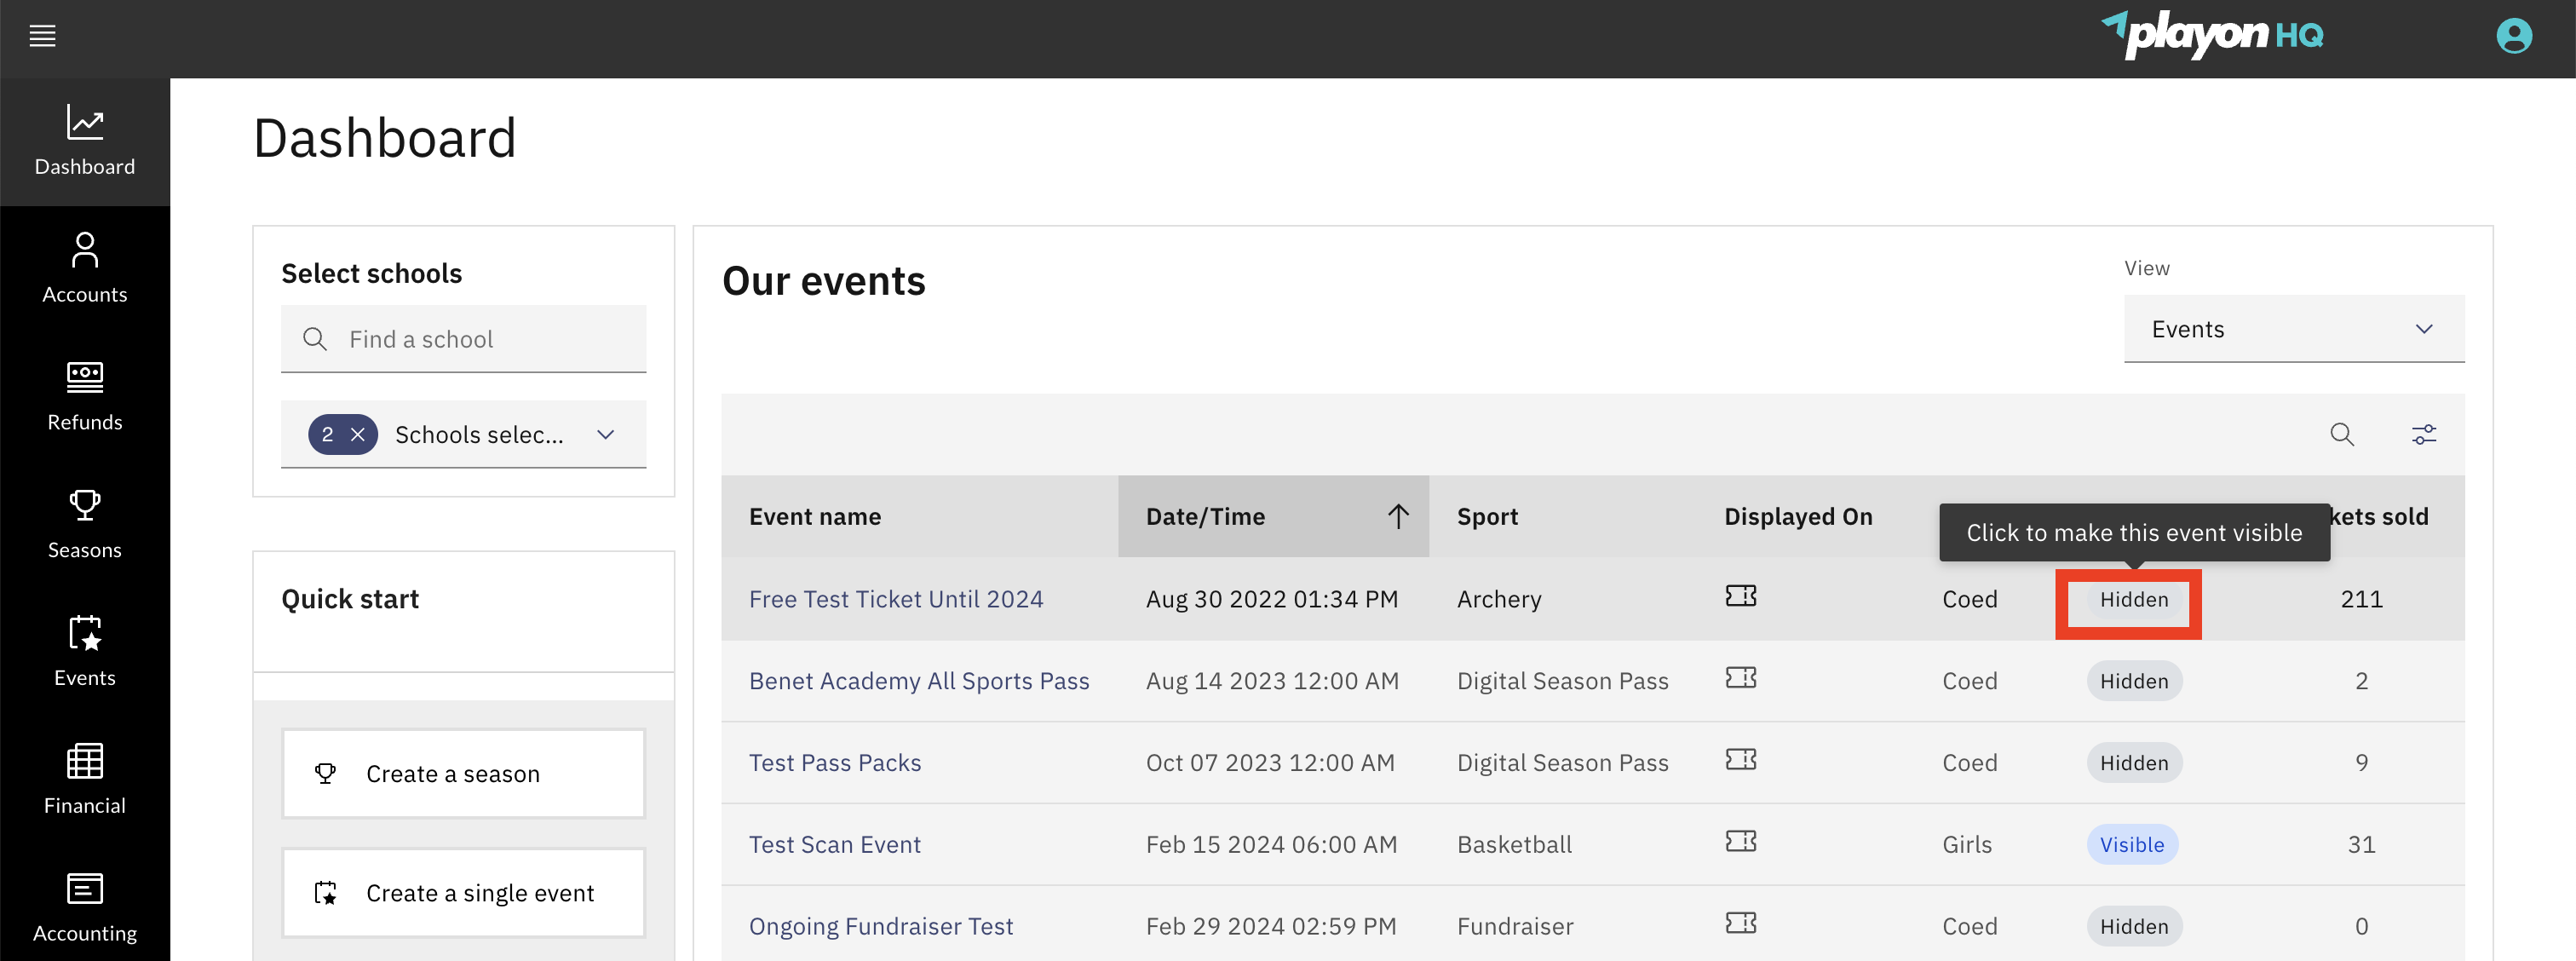 playon HQ
Dashboard
Accounts
Refunds
Seasons
Events
Financial
Accounting
Dashboard
Select schools
Find a school
2 Schools selec...
Quick start
Create a season
Create a single event
Our events
View
Events
Event name Date/Time Sport Displayed On kets sold
Click to make this event visible
Free Test Ticket Until 2024 Aug 30 2022 01:34 PM Archery Coed Hidden 211
Benet Academy All Sports Pass Aug 14 2023 12:00 AM Digital Season Pass Coed Hidden 2
Test Pass Packs Oct 07 2023 12:00 AM Digital Season Pass Coed Hidden 9
Test Scan Event Feb 15 2024 06:00 AM Basketball Girls Visible 31
Ongoing Fundraiser Test Feb 29 2024 02:59 PM Fundraiser Coed Hidden 0